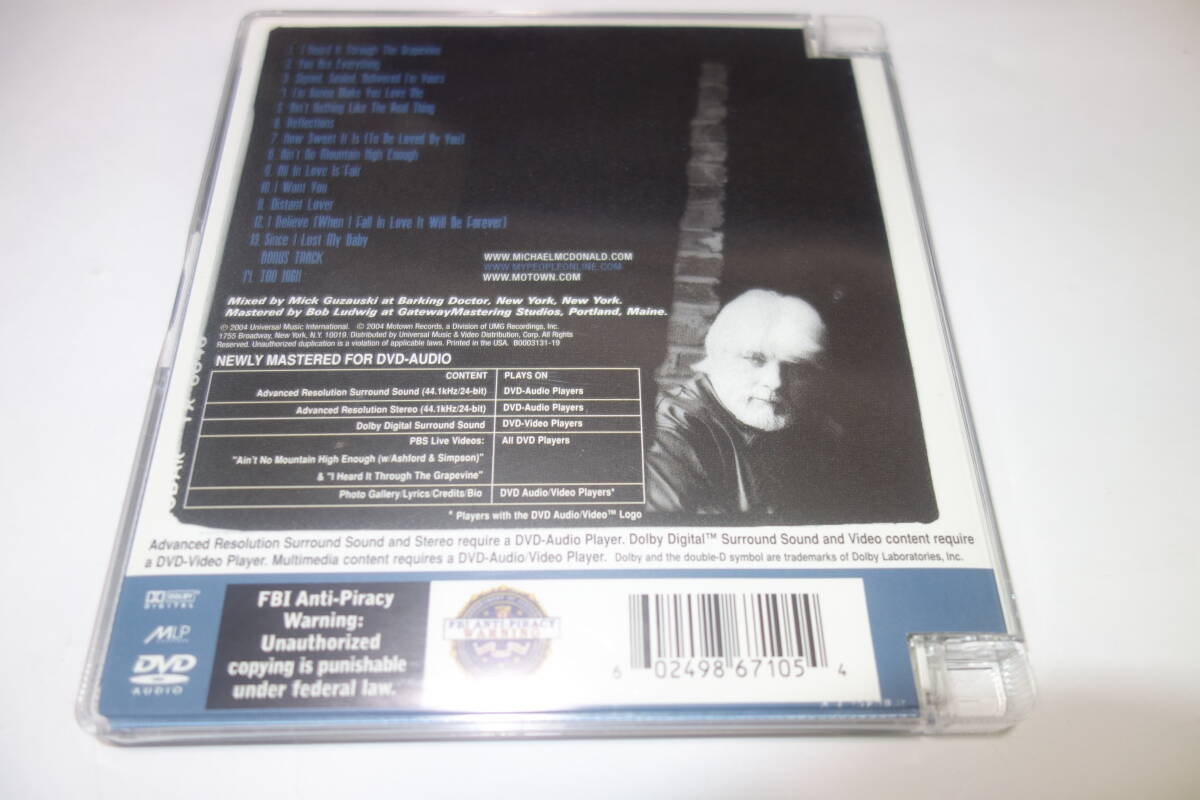 1. I Heard It Through The Grapevine
2. You Are Everything
3. Signed, Sealed, Delivered I'm Yours
4. I'm Gonna Make You Love Me
5. Ain't Nothing Like The Real Thing
6. Reflections
7. How Sweet It Is (To Be Loved By You)
8. Ain't No Mountain High Enough
9. All In Love Is Fair
10. I Want You
11. Distant Lover
12. I Believe (When I Fall In Love It Will Be Forever)
13. Since I Lost My Baby
BONUS TRACK
14. TOO HIGH
WWW.MICHAELMCDONALD.COM
WWW.MYPEOPLEONLINE.COM
WWW.MOTOWN.COM
Mixed by Mick Guzauski at Barking Doctor, New York, New York.
Mastered by Bob Ludwig at GatewayMastering Studios, Portland, Maine.
℗ 2004 Universal Music International. © 2004 Motown Records, a Division of UMG Recordings, Inc.
1755 Broadway, New York, N.Y. 10019. Distributed by Universal Music & Video Distribution, Corp. All Rights
Reserved. Unauthorized duplication is a violation of applicable laws. Printed in the USA. B0003131-19
NEWLY MASTERED FOR DVD-AUDIO
CONTENT PLAYS ON
Advanced Resolution Surround Sound (44.1kHz/24-bit) DVD-Audio Players
Advanced Resolution Stereo (44.1kHz/24-bit) DVD-Audio Players
Dolby Digital Surround Sound DVD-Video Players
PBS Live Videos: All DVD Players
"Ain't No Mountain High Enough (w/Ashford & Simpson)"
& "I Heard It Through The Grapevine"
Photo Gallery/Lyrics/Credits/Bio DVD Audio/Video Players*
* Players with the DVD Audio/Video™ Logo
Advanced Resolution Surround Sound and Stereo require a DVD-Audio Player. Dolby Digital™ Surround Sound and Video content require
a DVD-Video Player. Multimedia content requires a DVD-Audio/Video Player. Dolby and the double-D symbol are trademarks of Dolby Laboratories, Inc.
DOLBY
DIGITAL
MLP
DVD
AUDIO
FBI Anti-Piracy
Warning:
Unauthorized
copying is punishable
under federal law.
FBI ANTI-PIRACY
WARNING
6 02498 67105 4